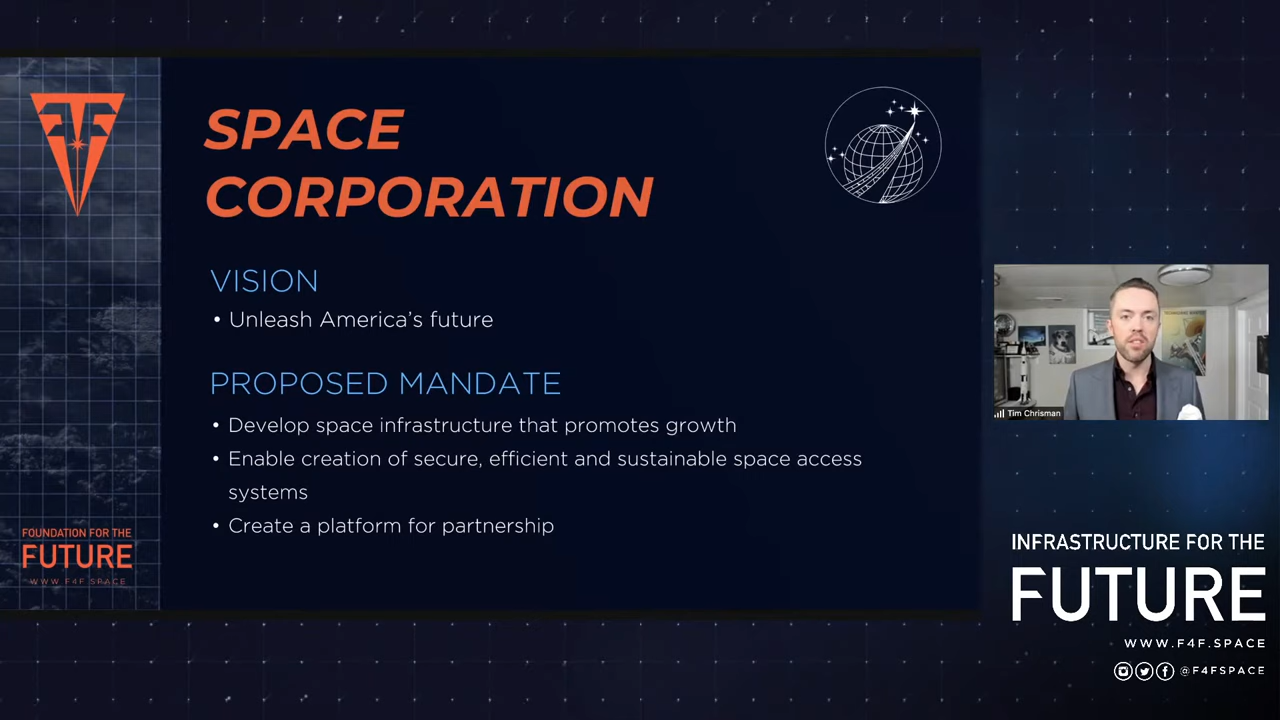 SPACE
CORPORATION
VISION
• Unleash America's future
PROPOSED MANDATE
• Develop space infrastructure that promotes growth
• Enable creation of secure, efficient and sustainable space access
systems
• Create a platform for partnership
FOUNDATION FOR THE
FUTURE
WWW.F4F.SPACE
Tim Chrisman
INFRASTRUCTURE FOR THE
FUTURE
WWW.F4F.SPACE
@F4FSPACE